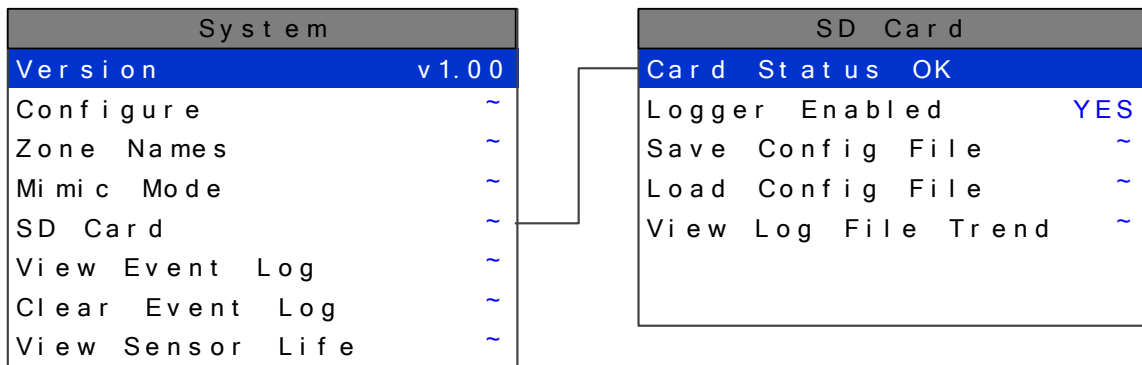 System
Version v1.00
Configure ~
Zone Names ~
Mimic Mode ~
SD Card ~
View Event Log ~
Clear Event Log ~
View Sensor Life ~
SD Card
Card Status OK
Logger Enabled YES
Save Config File ~
Load Config File ~
View Log File Trend ~